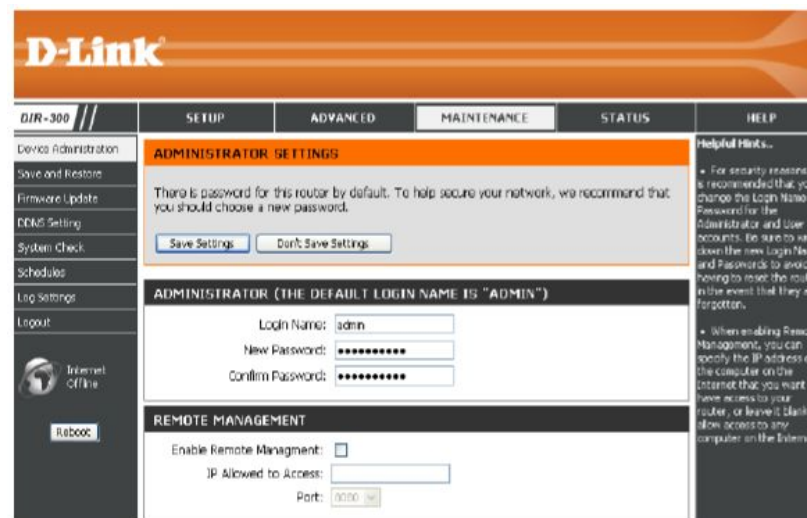 D-Link
DIR-300
SETUP
ADVANCED
MAINTENANCE
STATUS
HELP
Device Administration
Save and Restore
Firmware Update
DDNS Setting
System Check
Schedules
Log Settings
Logout
Internet
Offline
Reboot
ADMINISTRATOR SETTINGS
There is password for this router by default. To help secure your network, we recommend that
you should choose a new password.
Save Settings
Don't Save Settings
ADMINISTRATOR (THE DEFAULT LOGIN NAME IS "ADMIN")
Login Name: admin
New Password: ••••••••••
Confirm Password: ••••••••••
REMOTE MANAGEMENT
Enable Remote Managment:
IP Allowed to Access:
Port: 8080
Helpful Hints..
• For security reasons
is recommended that
change the Login Name
Password for the
Administrator and User
accounts. Be sure to
down the new Login
and Passwords to avoid
having to reset the
in the event that they
forgotten.
• When enabling
Management, you can
specify the IP address
the computer on the
Internet that you want
have access to your
router, or leave it blank
allow access to any
computer on the